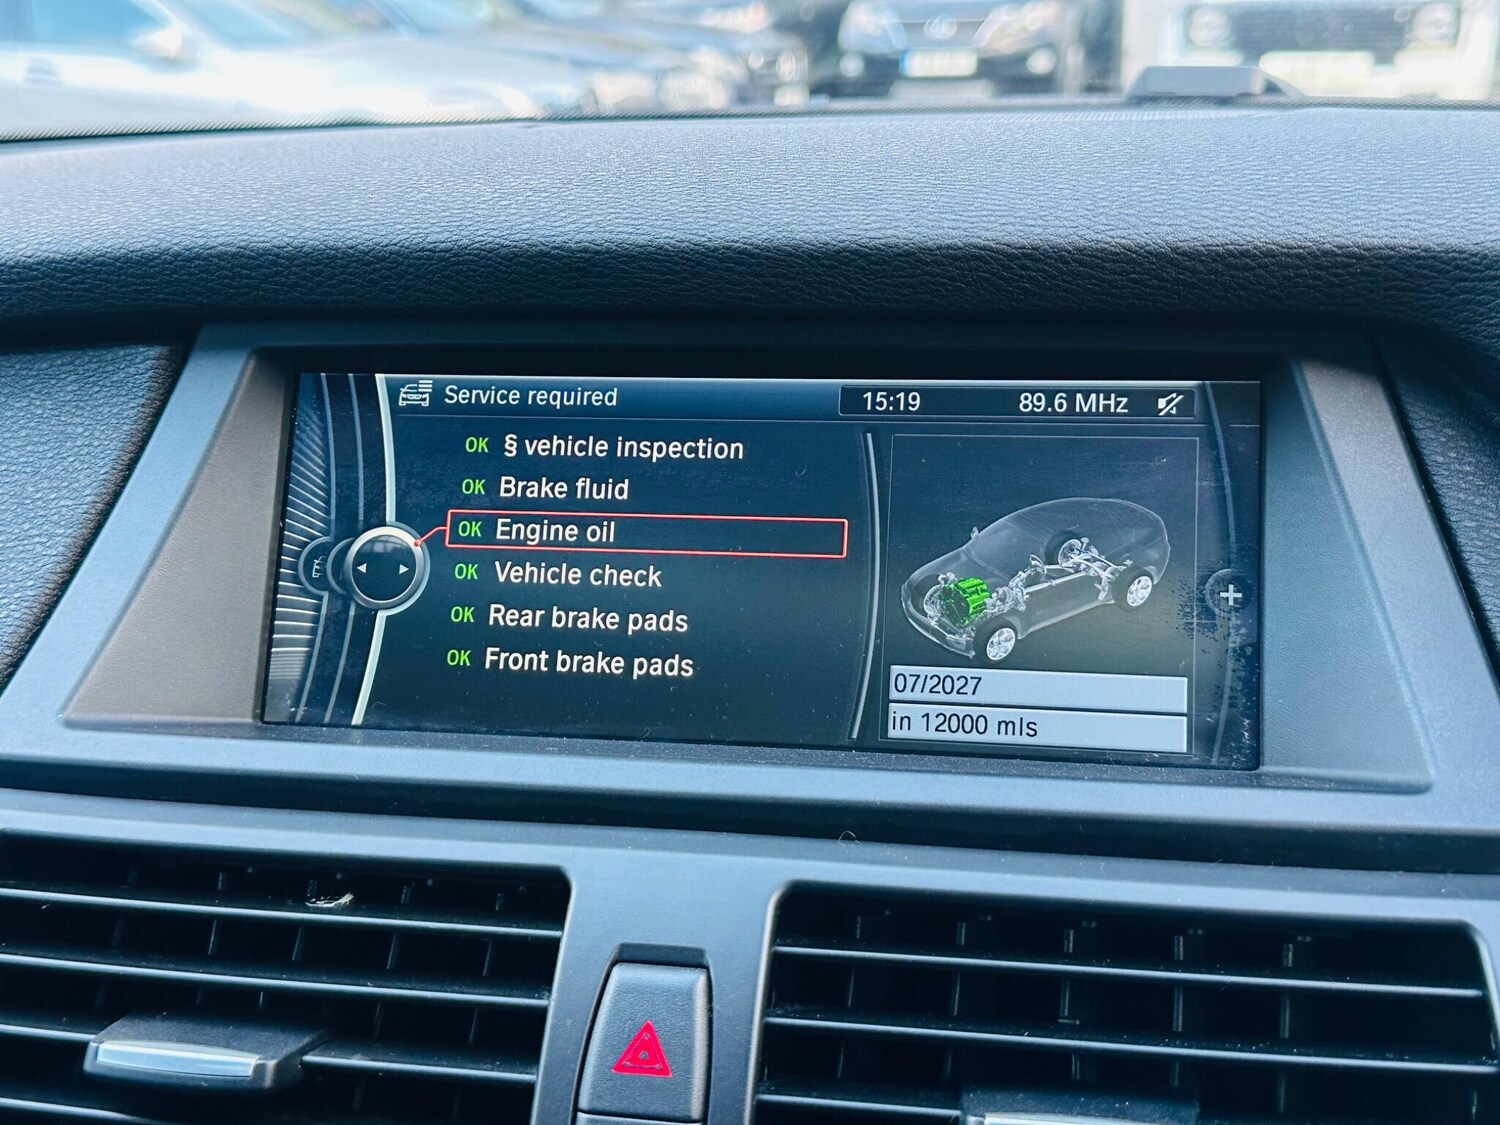 Service required
15:19 89.6 MHz
OK § vehicle inspection
OK Brake fluid
OK Engine oil
OK Vehicle check
OK Rear brake pads
OK Front brake pads
07/2027
in 12000 mls